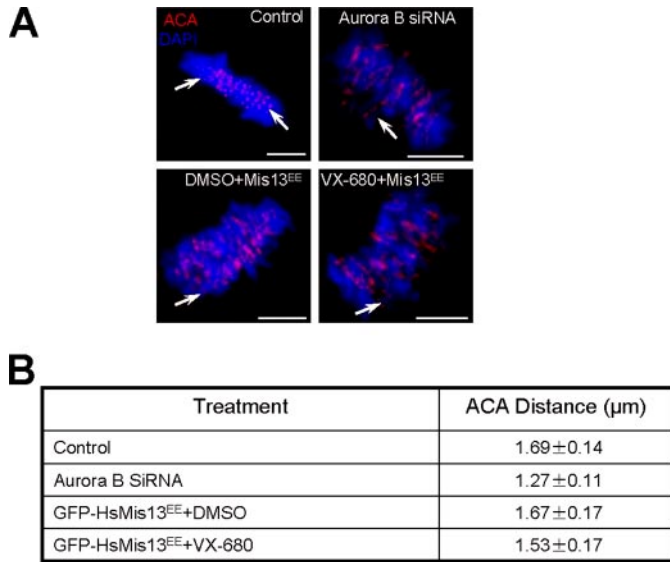 A
ACA
DAPI
Control
Aurora B siRNA
DMSO+Mis13ᴱᴱ
VX-680+Mis13ᴱᴱ
B
Treatment ACA Distance (µm)
Control 1.69±0.14
Aurora B SiRNA 1.27±0.11
GFP-HsMis13ᴱᴱ+DMSO 1.67±0.17
GFP-HsMis13ᴱᴱ+VX-680 1.53±0.17